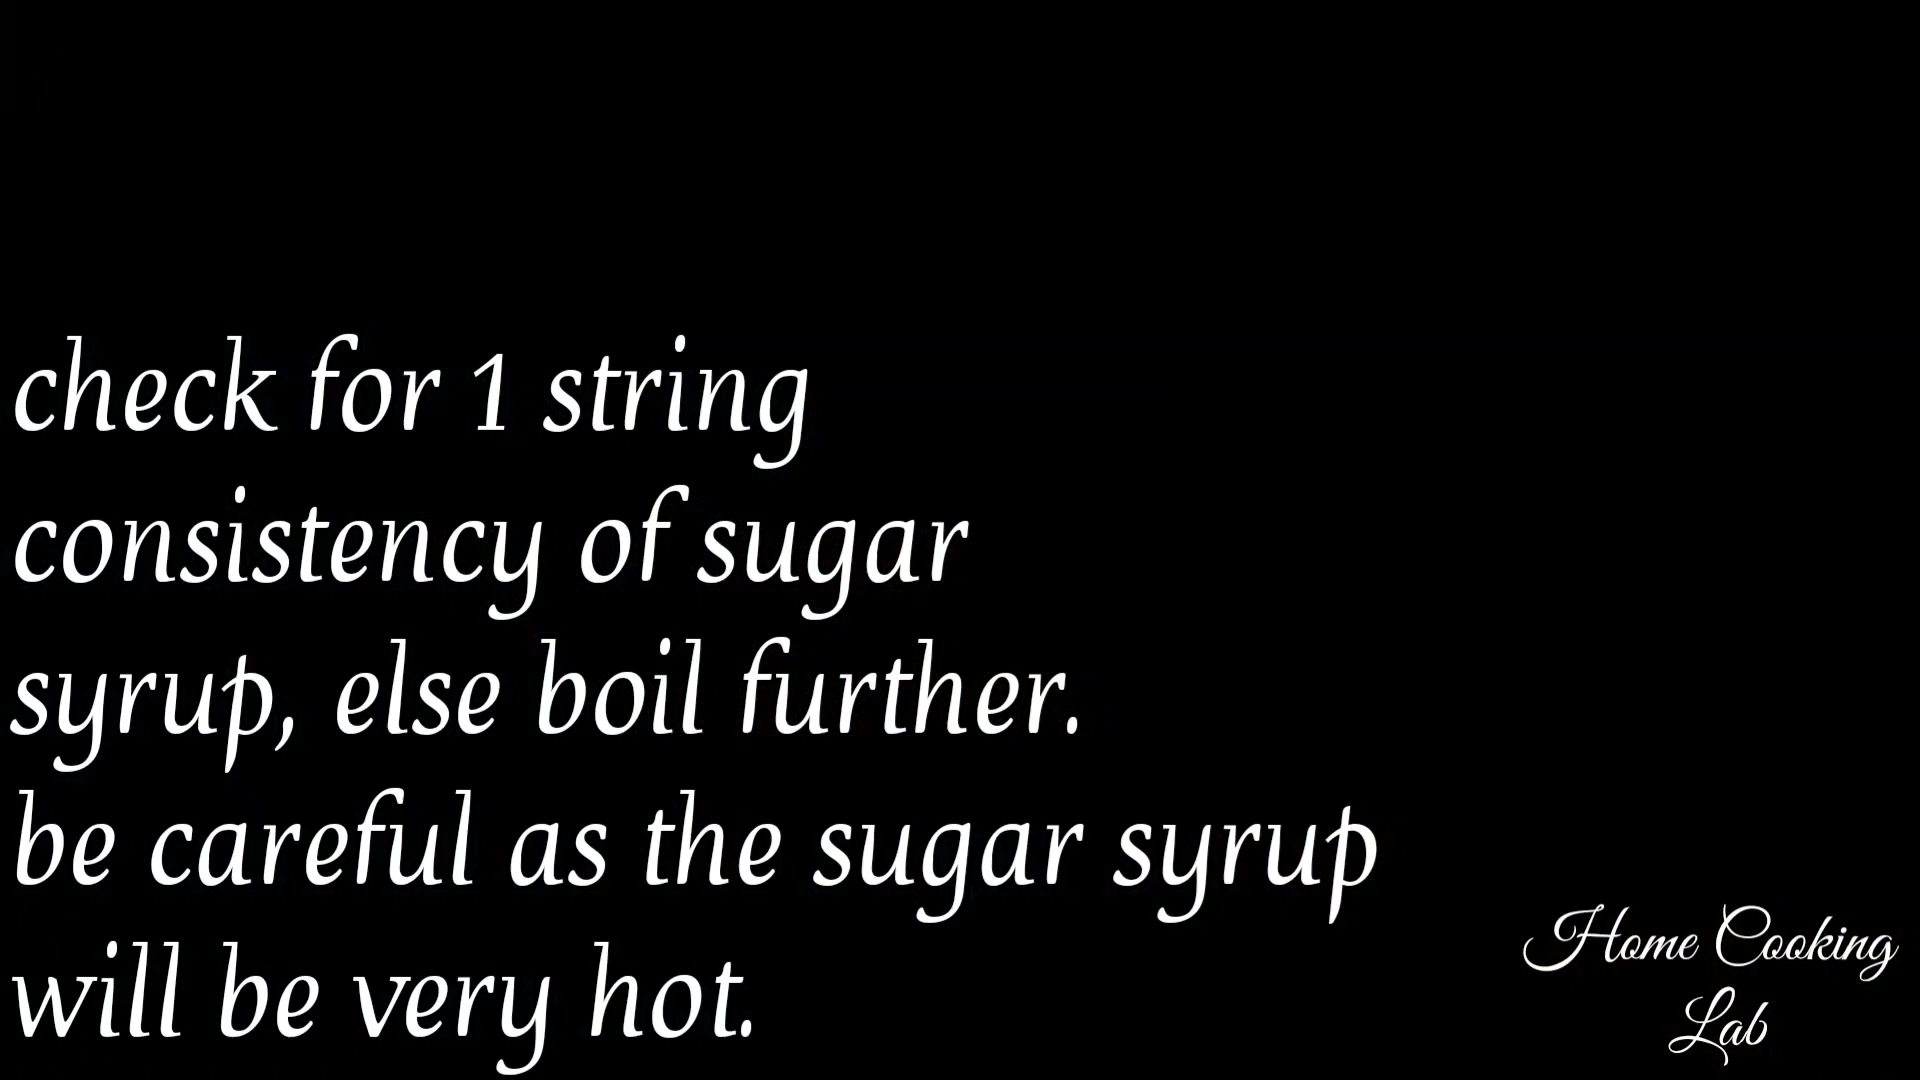 check for 1 string
consistency of sugar
syrup, else boil further.
be careful as the sugar syrup
will be very hot.
Home Cooking
Lab